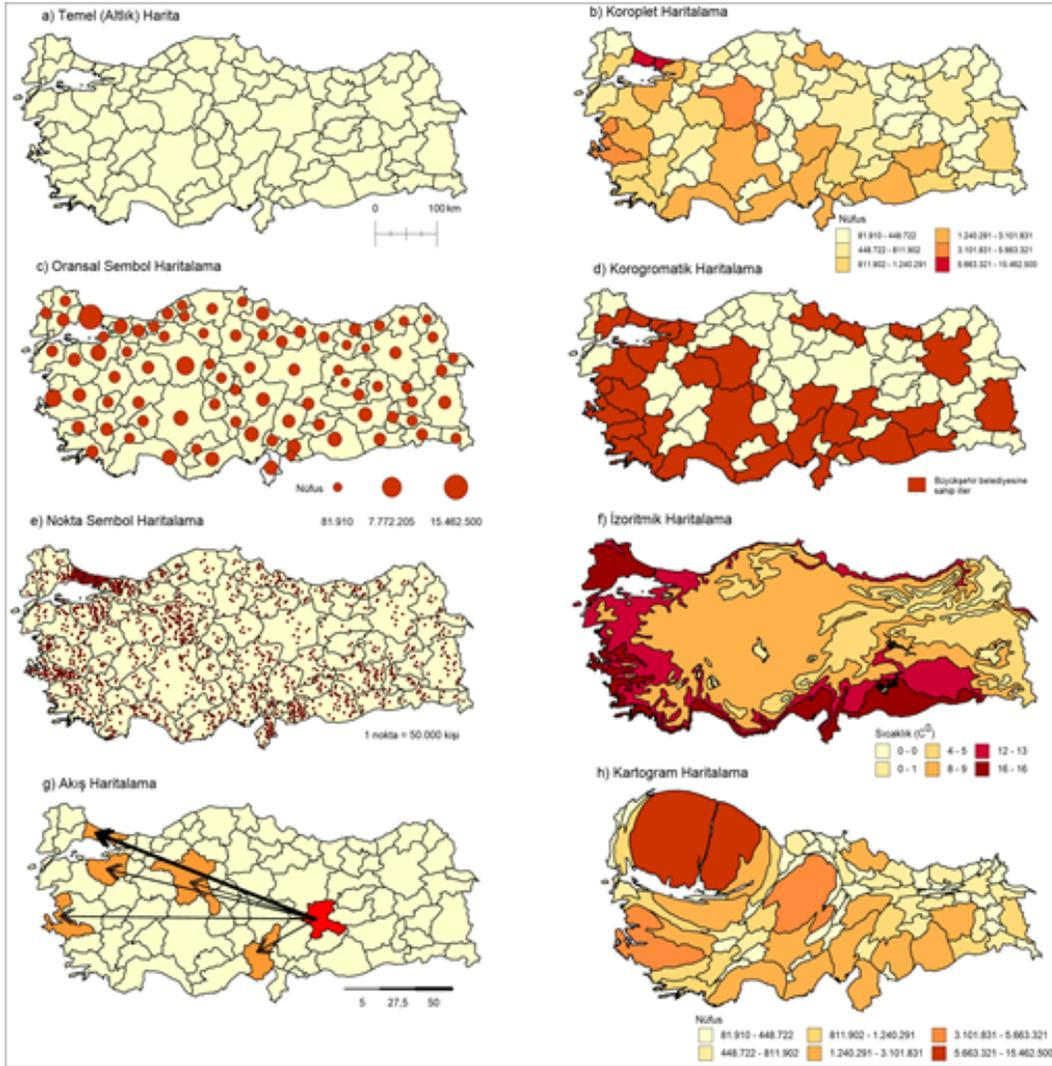 a) Temel (Altlık) Harita
0 100 km
b) Koroplet Haritalama
Nüfus
81.910 - 448.722
448.722 - 811.902
811.902 - 1.240.291
1.240.291 - 3.101.831
3.101.831 - 5.663.321
5.663.321 - 15.462.500
c) Oransal Sembol Haritalama
Nüfus
81.910 7.772.205 15.462.500
d) Korogromatik Haritalama
Büyükşehir belediyesine
sahip iller
e) Nokta Sembol Haritalama
1 nokta = 50.000 kişi
f) İzoritmik Haritalama
Sıcaklık (C⁰)
0 - 0
0 - 1
4 - 5
8 - 9
12 - 13
16 - 16
g) Akış Haritalama
5 27,5 50
h) Kartogram Haritalama
Nüfus
81.910 - 448.722
448.722 - 811.902
811.902 - 1.240.291
1.240.291 - 3.101.831
3.101.831 - 5.663.321
5.663.321 - 15.462.500